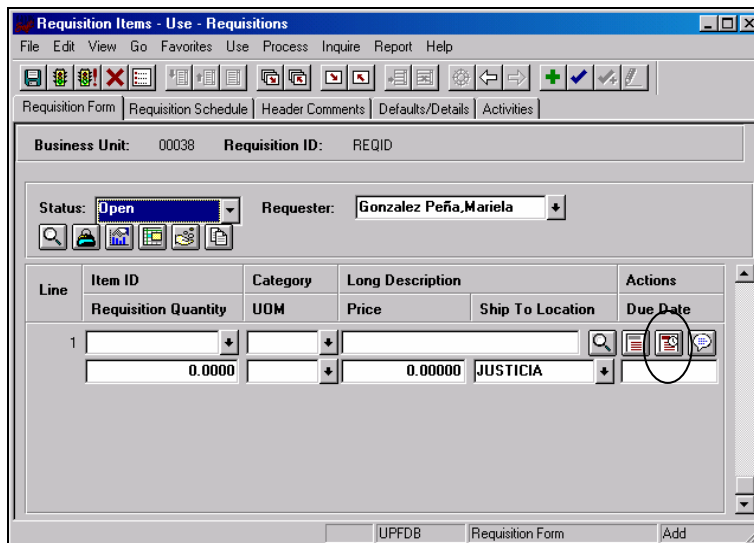 Requisition Items - Use - Requisitions
File Edit View Go Favorites Use Process Inquire Report Help
Requisition Form Requisition Schedule Header Comments Defaults/Details Activities
Business Unit: 00038 Requisition ID: REQID
Status: Open Requester: Gonzalez Peña,Mariela
Line Item ID Category Long Description Actions
Requisition Quantity UOM Price Ship To Location Due Date
1
0.0000 0.00000 JUSTICIA
UPFDB Requisition Form Add